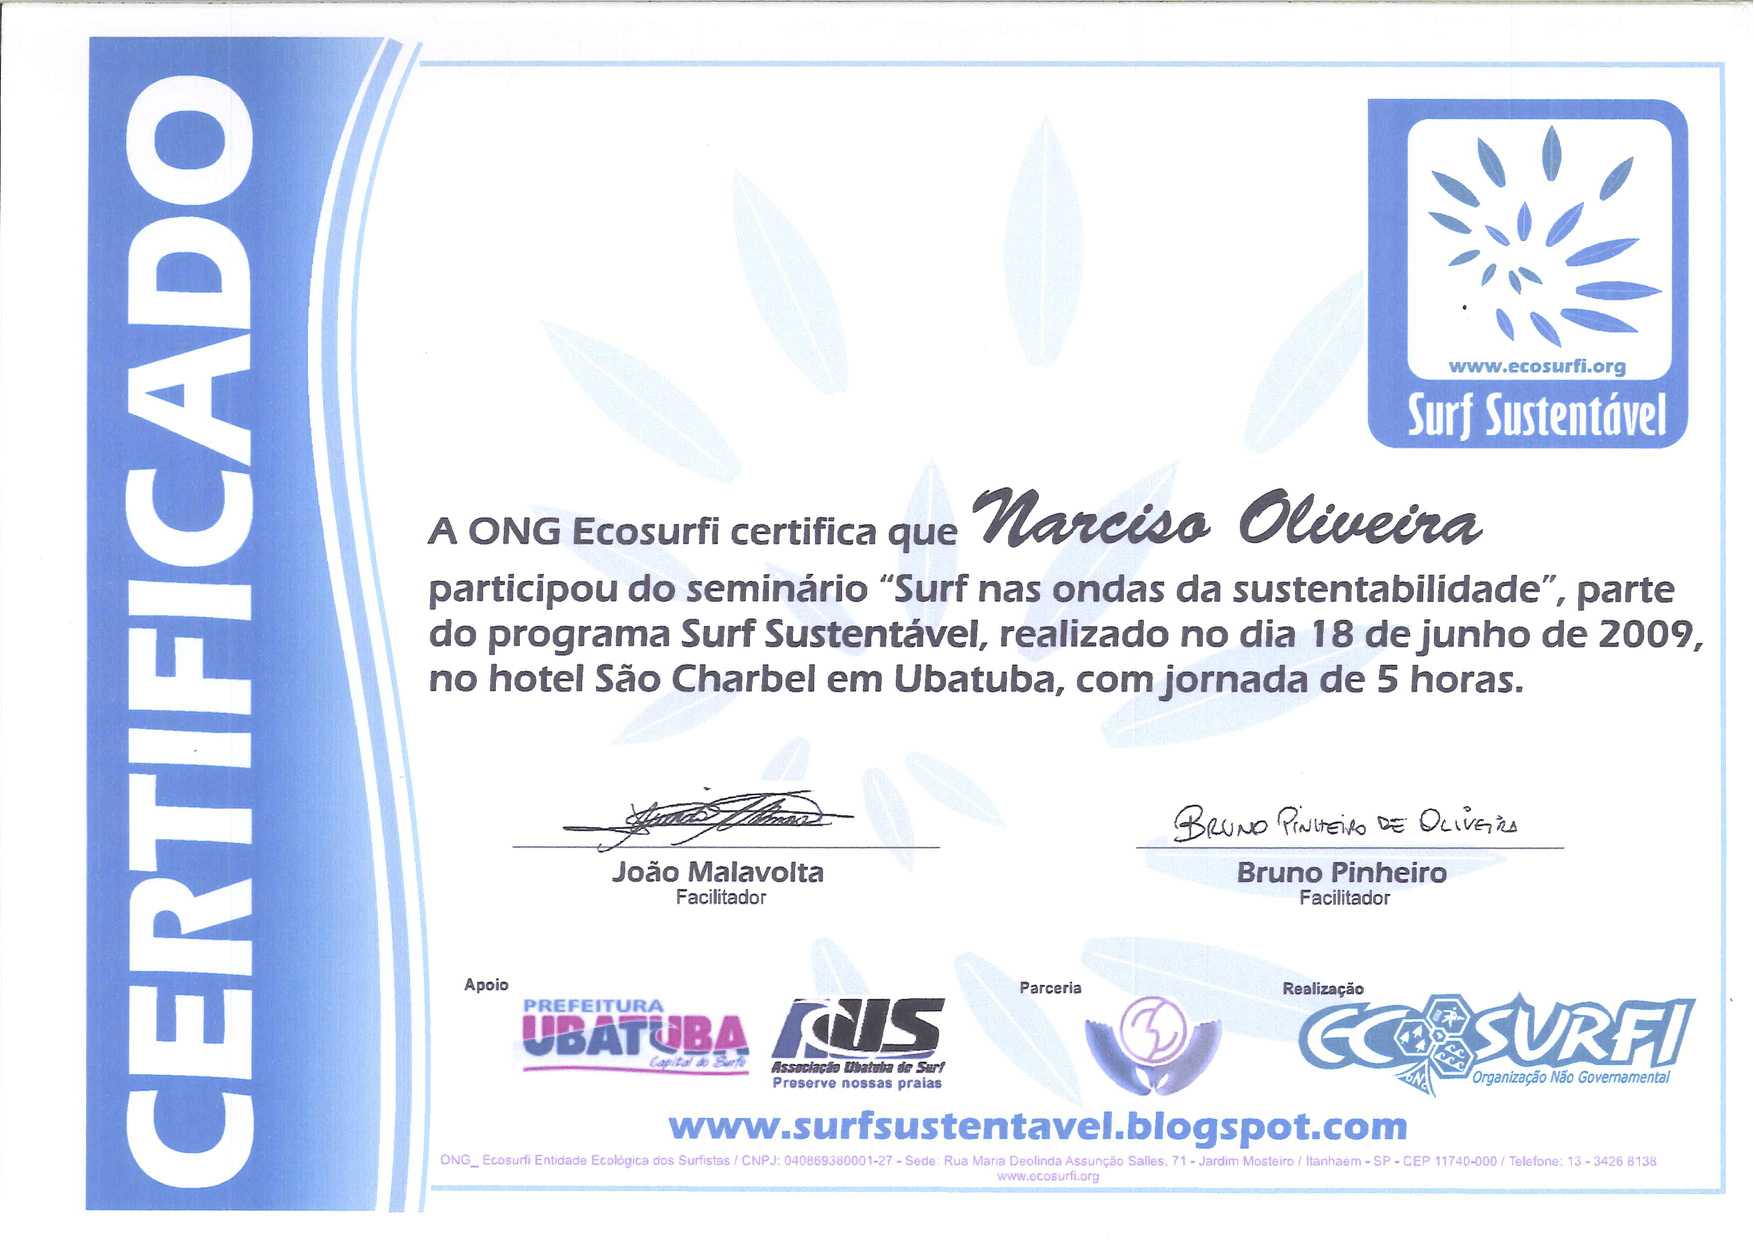 CERTIFICADO
www.ecosurfi.org
Surf Sustentável
A ONG Ecosurfi certifica que Narciso Oliveira
participou do seminário “Surf nas ondas da sustentabilidade”, parte
do programa Surf Sustentável, realizado no dia 18 de junho de 2009,
no hotel São Charbel em Ubatuba, com jornada de 5 horas.
BRUNO PINHEIRO DE OLIVEIRA
João Malavolta
Facilitador
Bruno Pinheiro
Facilitador
Apoio
PREFEITURA
UBATUBA
Capital do Surfe
AUS
Associação Ubatuba de Surf
Preserve nossas praias
Parceria
Realização
ECOSURFI
ONG
Organização Não Governamental
www.surfsustentavel.blogspot.com
ONG_ Ecosurfi Entidade Ecológica dos Surfistas / CNPJ: 040869380001-27 - Sede: Rua Maria Deolinda Assunção Salles, 71 - Jardim Mosteiro / Itanhaém - SP - CEP 11740-000 / Telefone: 13 - 3426 8138
www.ecosurfi.org